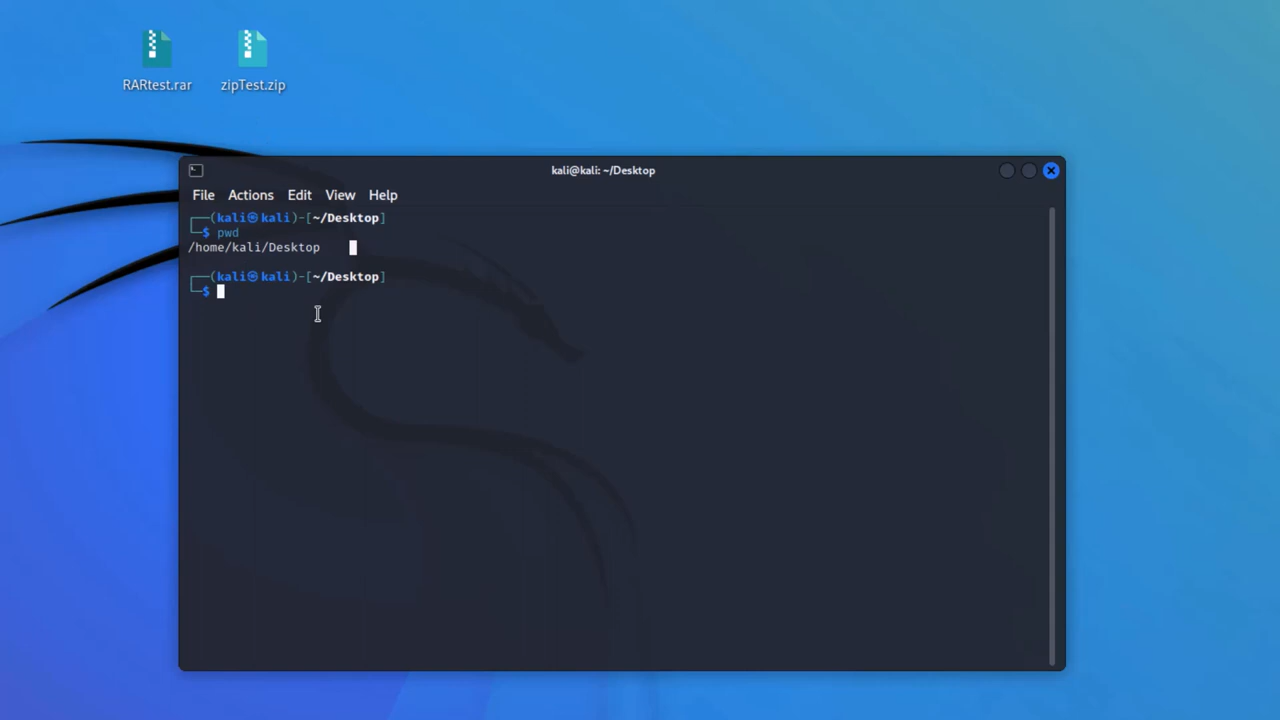 RARtest.rar zipTest.zip
kali@kali: ~/Desktop
File Actions Edit View Help
┌──(kali㉿kali)-[~/Desktop]
└─$ pwd
/home/kali/Desktop
┌──(kali㉿kali)-[~/Desktop]
└─$